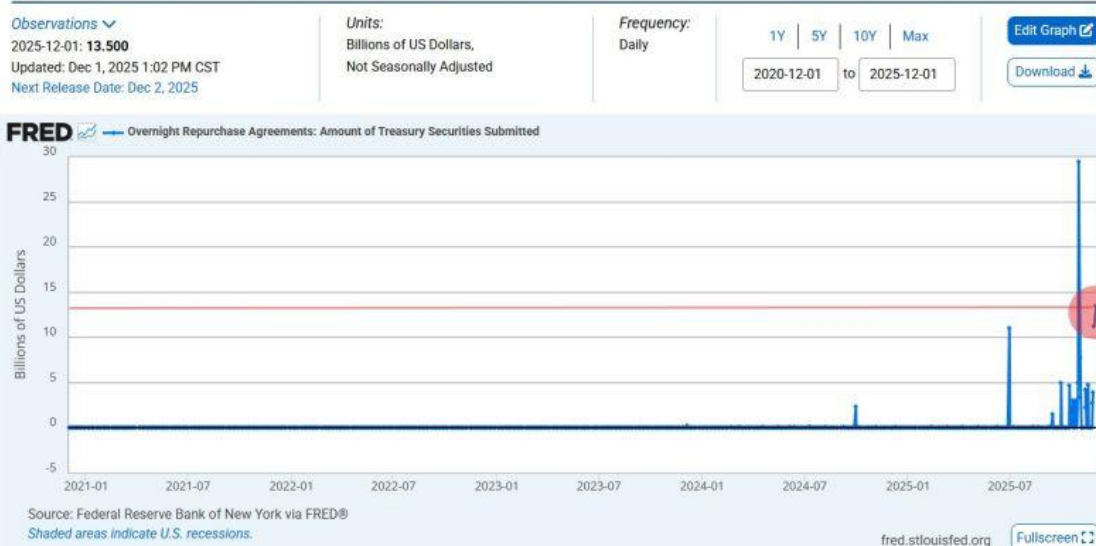 Observations
2025-12-01: 13.500
Updated: Dec 1, 2025 1:02 PM CST
Next Release Date: Dec 2, 2025
Units:
Billions of US Dollars,
Not Seasonally Adjusted
Frequency:
Daily
1Y | 5Y | 10Y | Max
2020-12-01 to 2025-12-01
Edit Graph
Download
FRED Overnight Repurchase Agreements: Amount of Treasury Securities Submitted
Billions of US Dollars
30
25
20
15
10
5
0
-5
2021-01 2021-07 2022-01 2022-07 2023-01 2023-07 2024-01 2024-07 2025-01 2025-07
Source: Federal Reserve Bank of New York via FRED®
Shaded areas indicate U.S. recessions.
fred.stlouisfed.org
Fullscreen